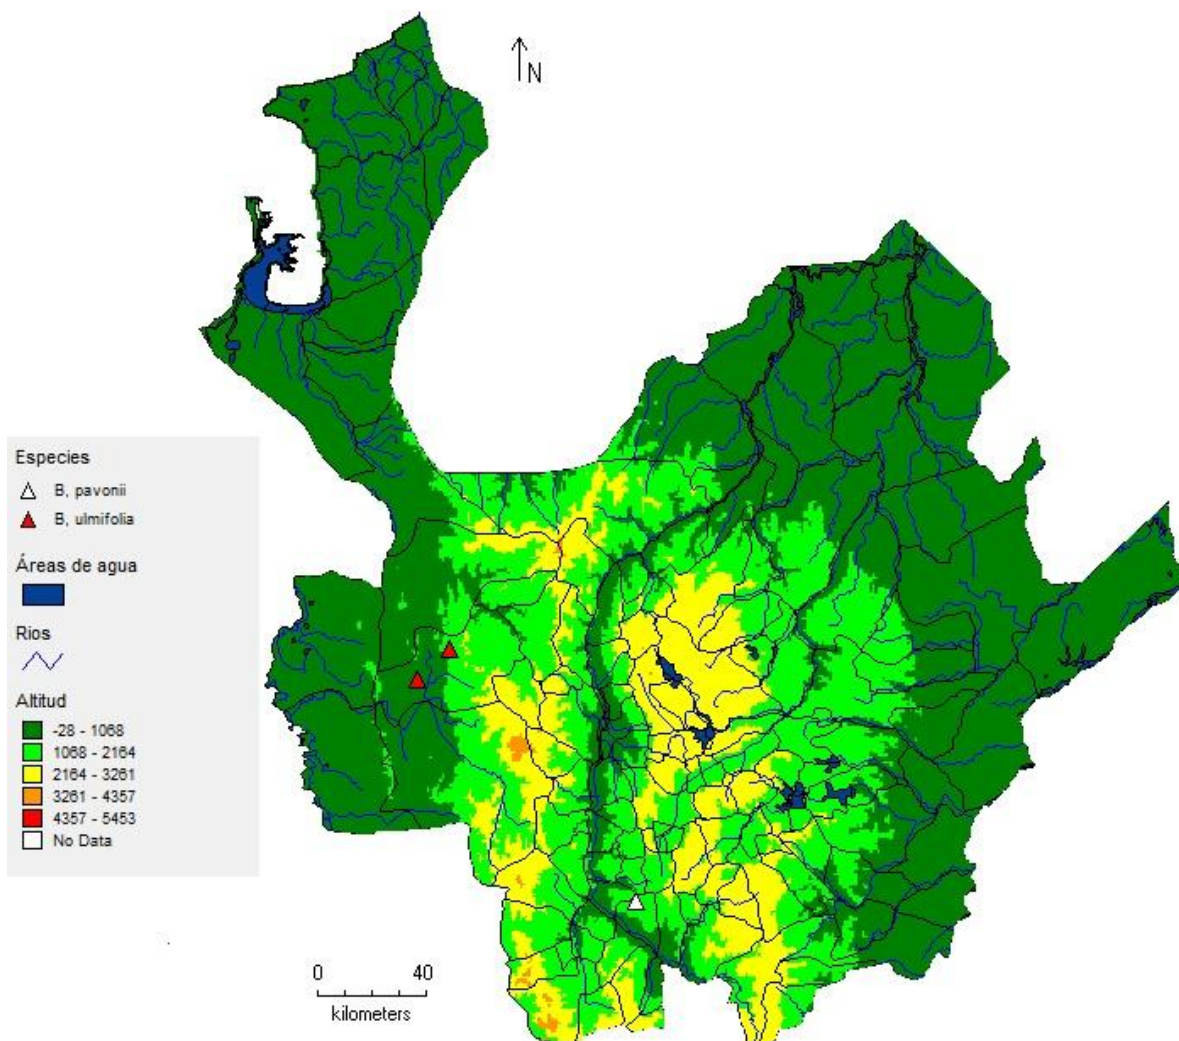 N
Especies
B, pavonii
B, ulmifolia
Áreas de agua
Rios
Altitud
-28 - 1068
1068 - 2164
2164 - 3261
3261 - 4357
4357 - 5453
No Data
0 40
kilometers